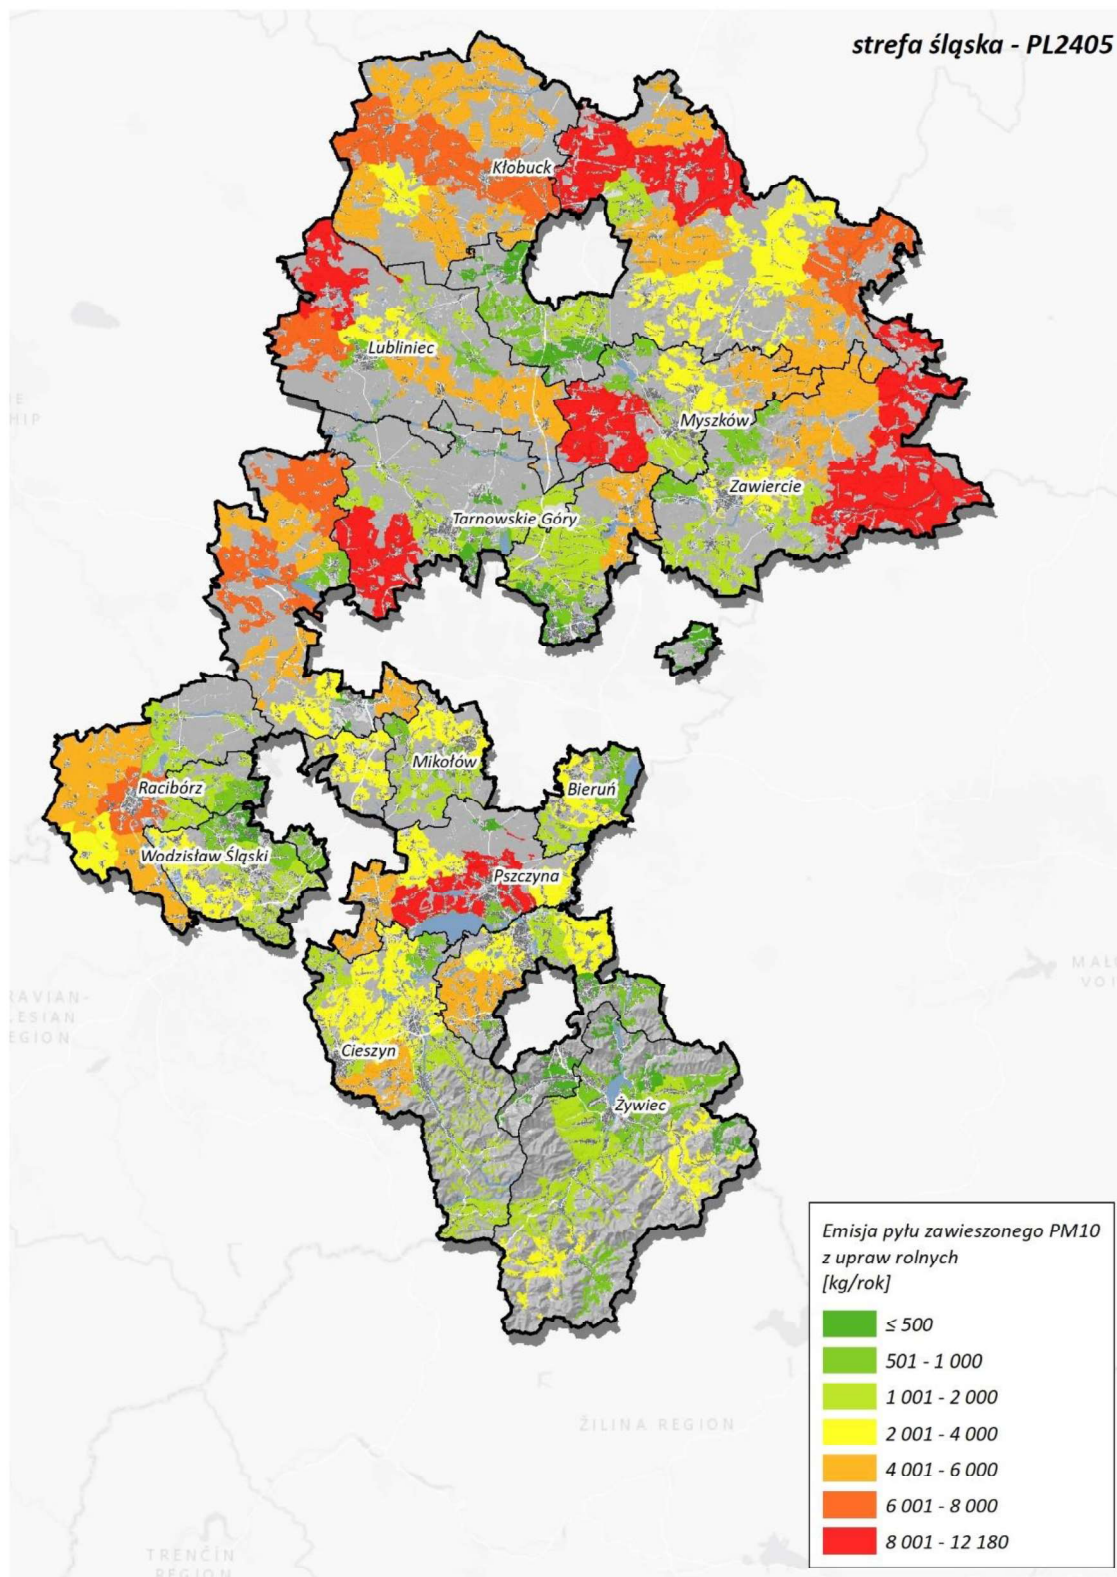 strefa śląska - PL2405
Kłobuck
Lubliniec
Myszków
Zawiercie
Tarnowskie Góry
Mikołów
Bieruń
Racibórz
Wodzisław Śląski
Pszczyna
Cieszyn
Żywiec
ŽILINA REGION
TRENČÍN
REGION
Emisja pyłu zawieszonego PM10
z upraw rolnych
[kg/rok]
≤ 500
501 - 1 000
1 001 - 2 000
2 001 - 4 000
4 001 - 6 000
6 001 - 8 000
8 001 - 12 180